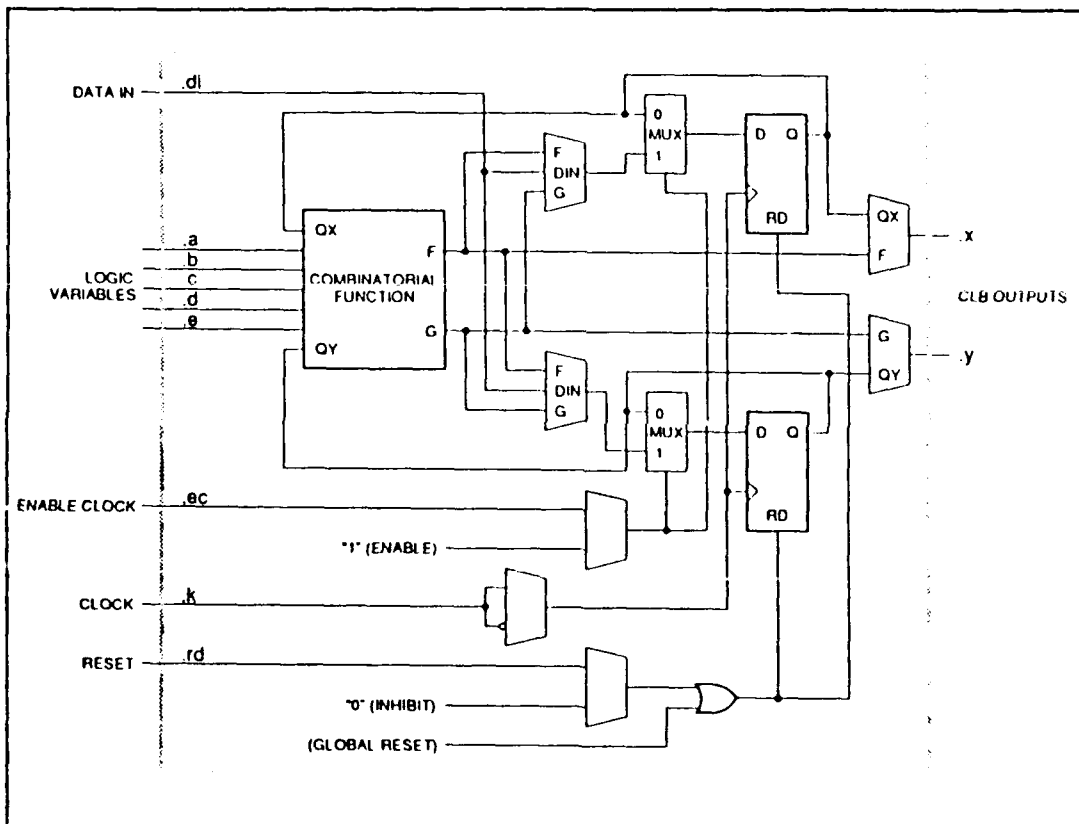 DATA IN .di
0
MUX
1
D Q
RD
F
DIN
G
QX
F
.x
QX
F
COMBINATORIAL
FUNCTION
G
QY
.a
.b
LOGIC
VARIABLES
c
.d
.e
CLB OUTPUTS
G
QY
.y
F
DIN
G
0
MUX
1
D Q
RD
ENABLE CLOCK .ec
"1" (ENABLE)
CLOCK .k
RESET .rd
"0" (INHIBIT)
(GLOBAL RESET)